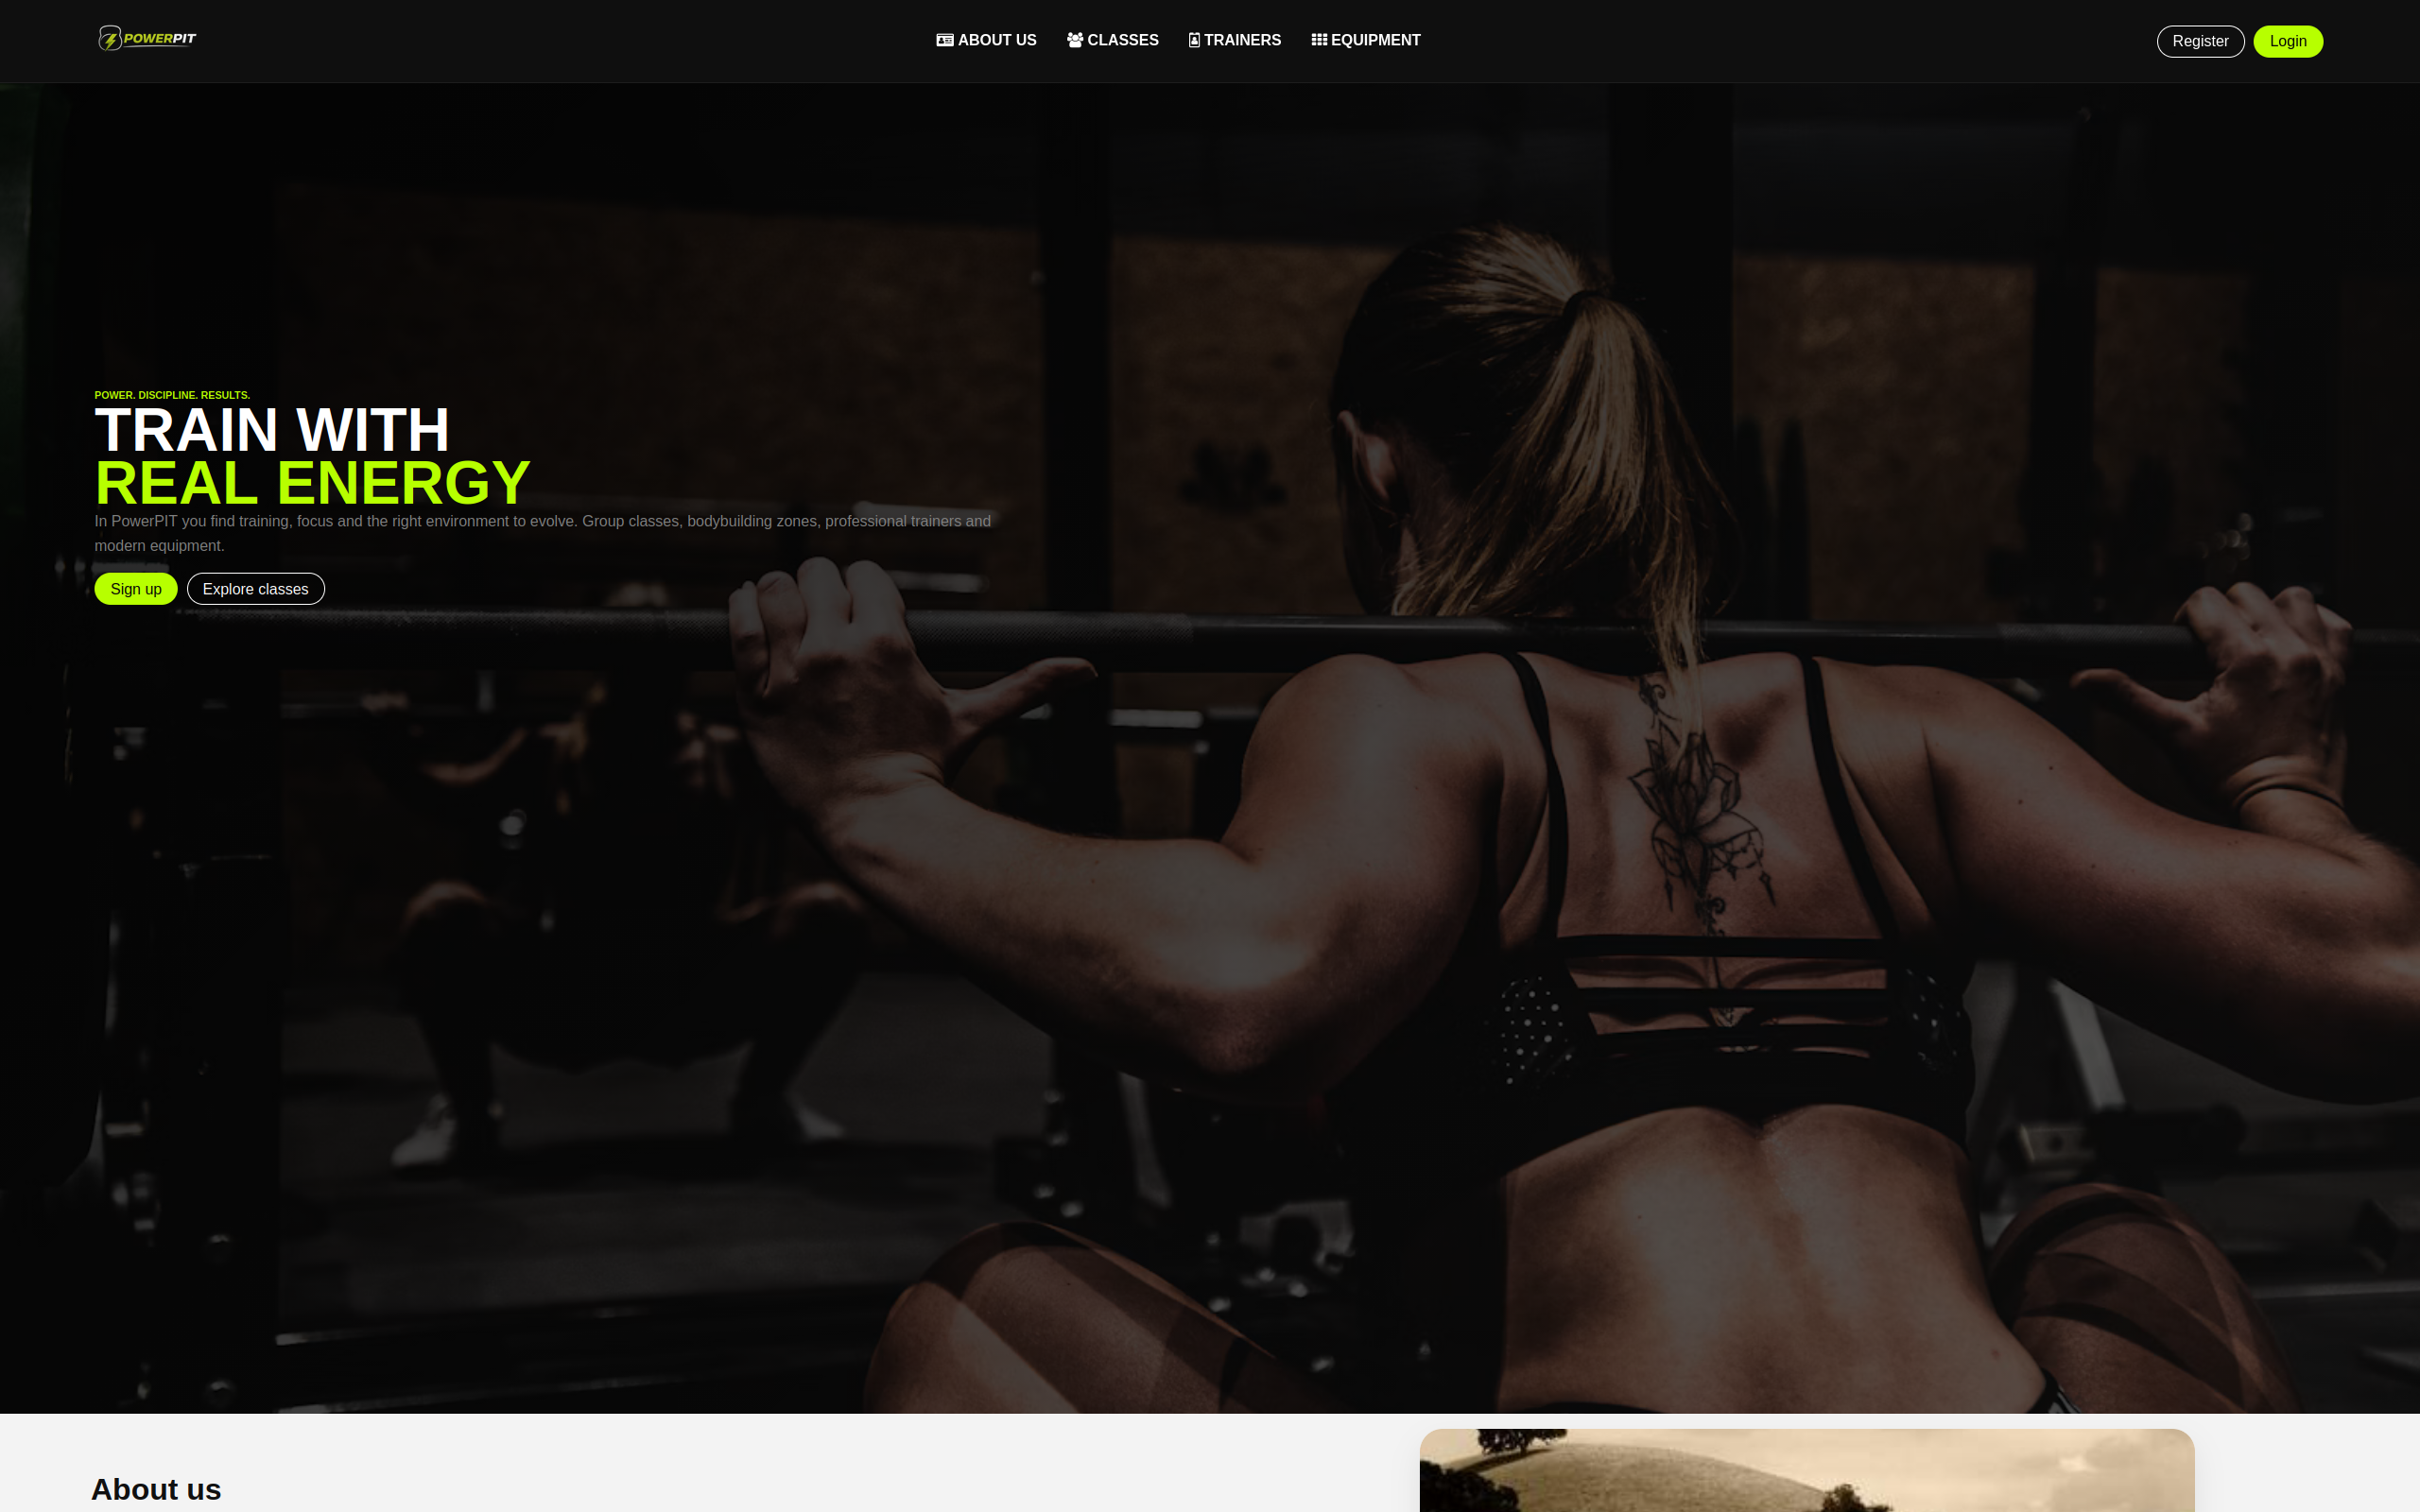 POWERPIT
ABOUT US
CLASSES
TRAINERS
EQUIPMENT
Register
Login
POWER. DISCIPLINE. RESULTS.
TRAIN WITH
REAL ENERGY
In PowerPIT you find training, focus and the right environment to evolve. Group classes, bodybuilding zones, professional trainers and
modern equipment.
Sign up
Explore classes
About us